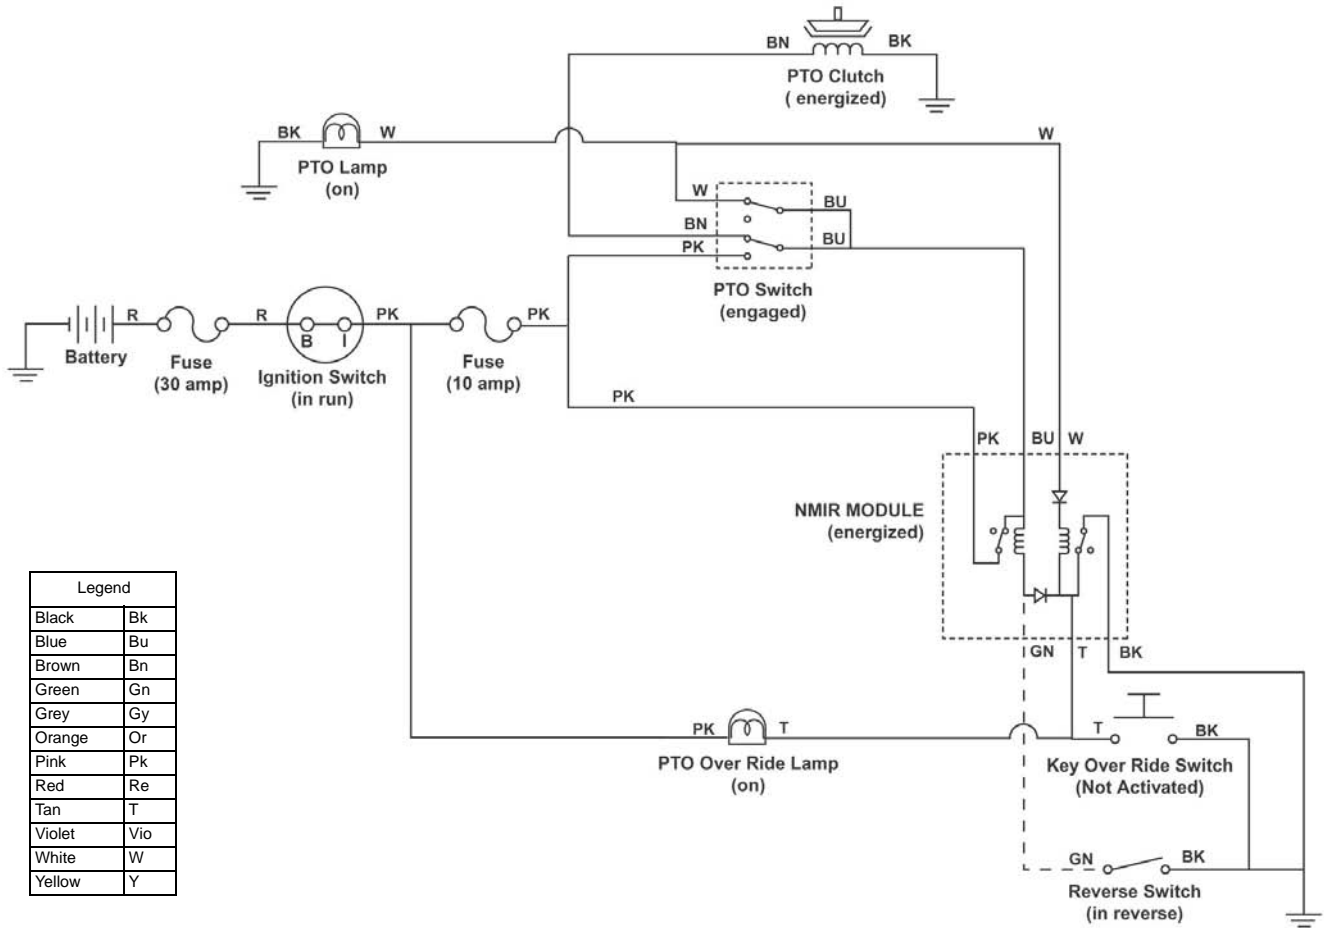 BN
BK
PTO Clutch
( energized)
BK
W
W
PTO Lamp
(on)
W
BU
BN
BU
PK
PTO Switch
(engaged)
R
R
PK
PK
B
I
Battery
Fuse
(30 amp)
Ignition Switch
(in run)
Fuse
(10 amp)
PK
PK
BU
W
NMIR MODULE
(energized)
GN
T
BK
PK
T
T
BK
PTO Over Ride Lamp
(on)
Key Over Ride Switch
(Not Activated)
GN
BK
Reverse Switch
(in reverse)
Legend
Black Bk
Blue Bu
Brown Bn
Green Gn
Grey Gy
Orange Or
Pink Pk
Red Re
Tan T
Violet Vio
White W
Yellow Y